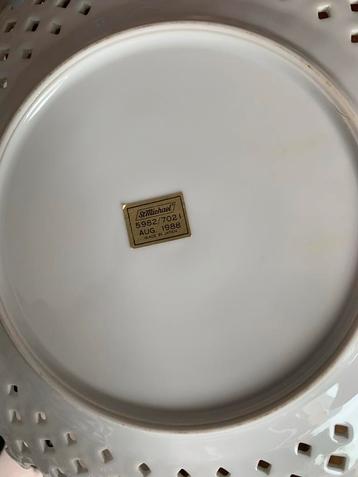 St Michael
5952/7021
AUG. 1988
MADE IN JAPAN